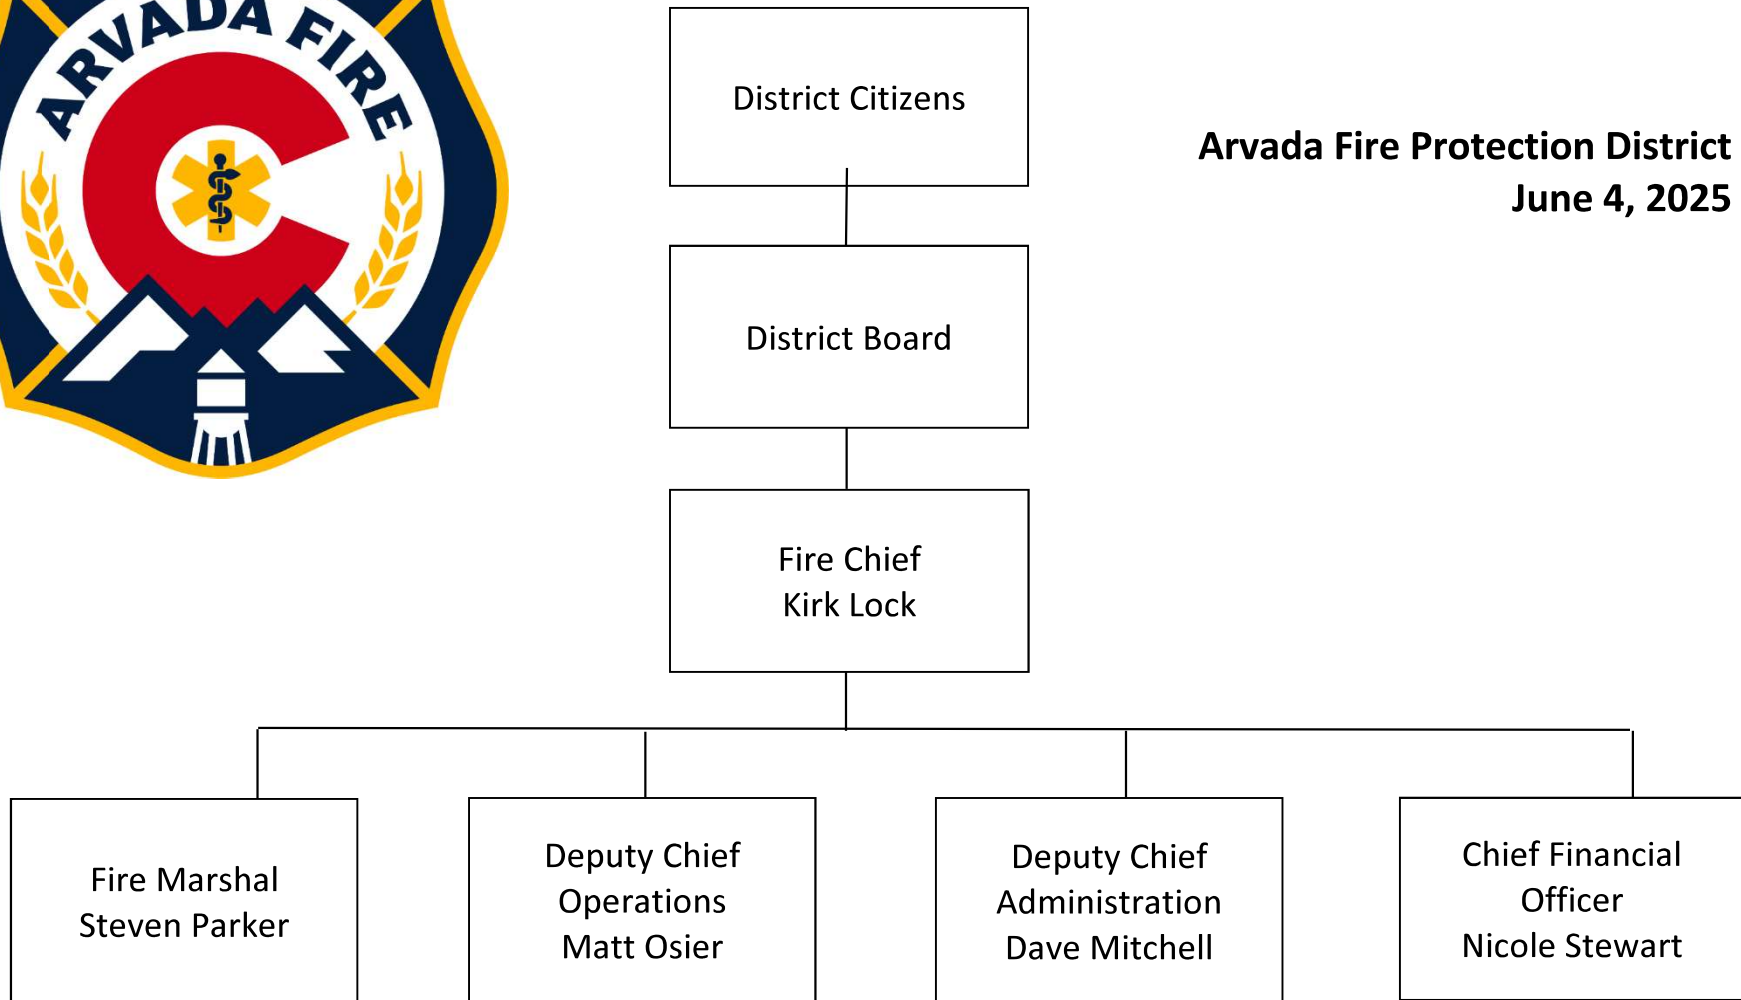 ARVADA FIRE
District Citizens
Arvada Fire Protection District
June 4, 2025
District Board
Fire Chief
Kirk Lock
Fire Marshal
Steven Parker
Deputy Chief
Operations
Matt Osier
Deputy Chief
Administration
Dave Mitchell
Chief Financial
Officer
Nicole Stewart